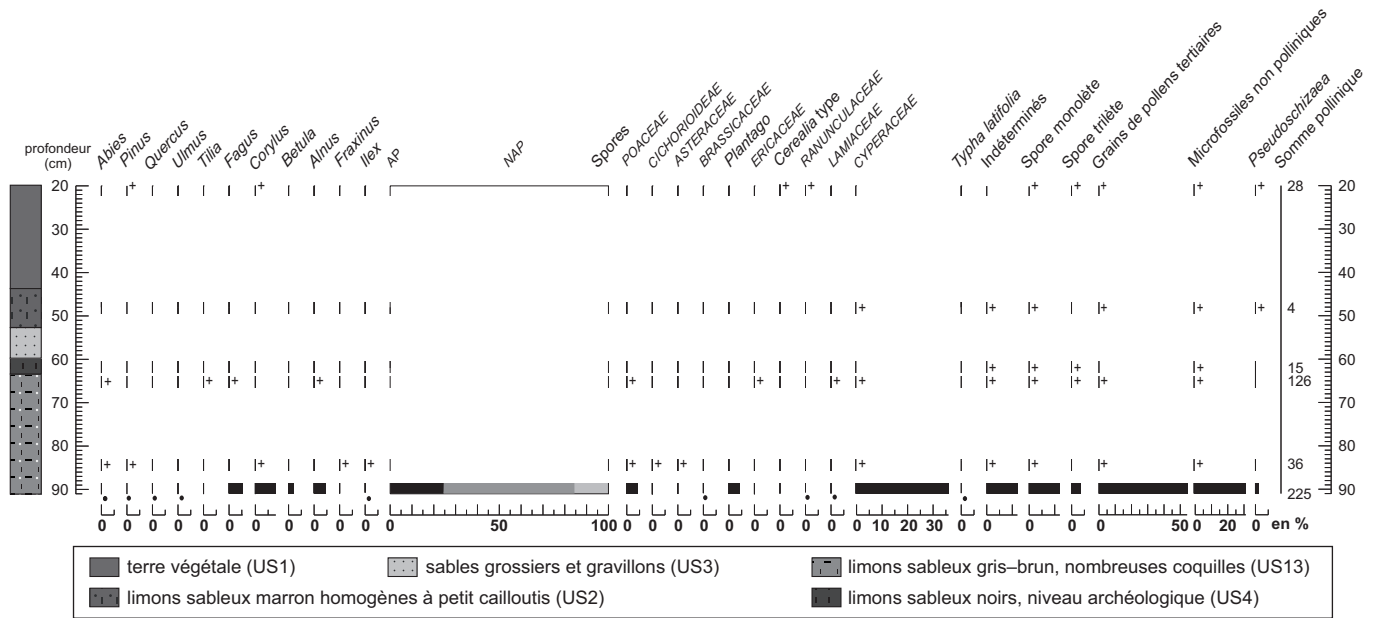 profondeur
(cm)
Abies
Pinus
Quercus
Ulmus
Tilia
Fagus
Corylus
Betula
Alnus
Fraxinus
Ilex
AP
NAP
Spores
POACEAE
CICHORIOIDEAE
ASTERACEAE
BRASSICACEAE
Plantago
ERICACEAE
Cerealia type
RANUNCULACEAE
LAMIACEAE
CYPERACEAE
Typha latifolia
Indéterminés
Spore monolète
Spore trilète
Grains de pollens tertiaires
Microfossiles non polliniques
Pseudoschizaea
Somme pollinique
20 + + + + + + + + + 28 20
30 30
40 40
50 + + + + + + 4 50
60 + + + + 15 60
+ + + + + + + + + + + + + 126
70 70
80 80
+ + + + + + + + + + + + + 36
90 225 90
0 0 0 0 0 0 0 0 0 0 0 0 50 100 0 0 0 0 0 0 0 0 0 0 10 20 30 0 0 0 0 0 50 0 20 0 en %
terre végétale (US1)
sables grossiers et gravillons (US3)
limons sableux gris–brun, nombreuses coquilles (US13)
limons sableux marron homogènes à petit cailloutis (US2)
limons sableux noirs, niveau archéologique (US4)